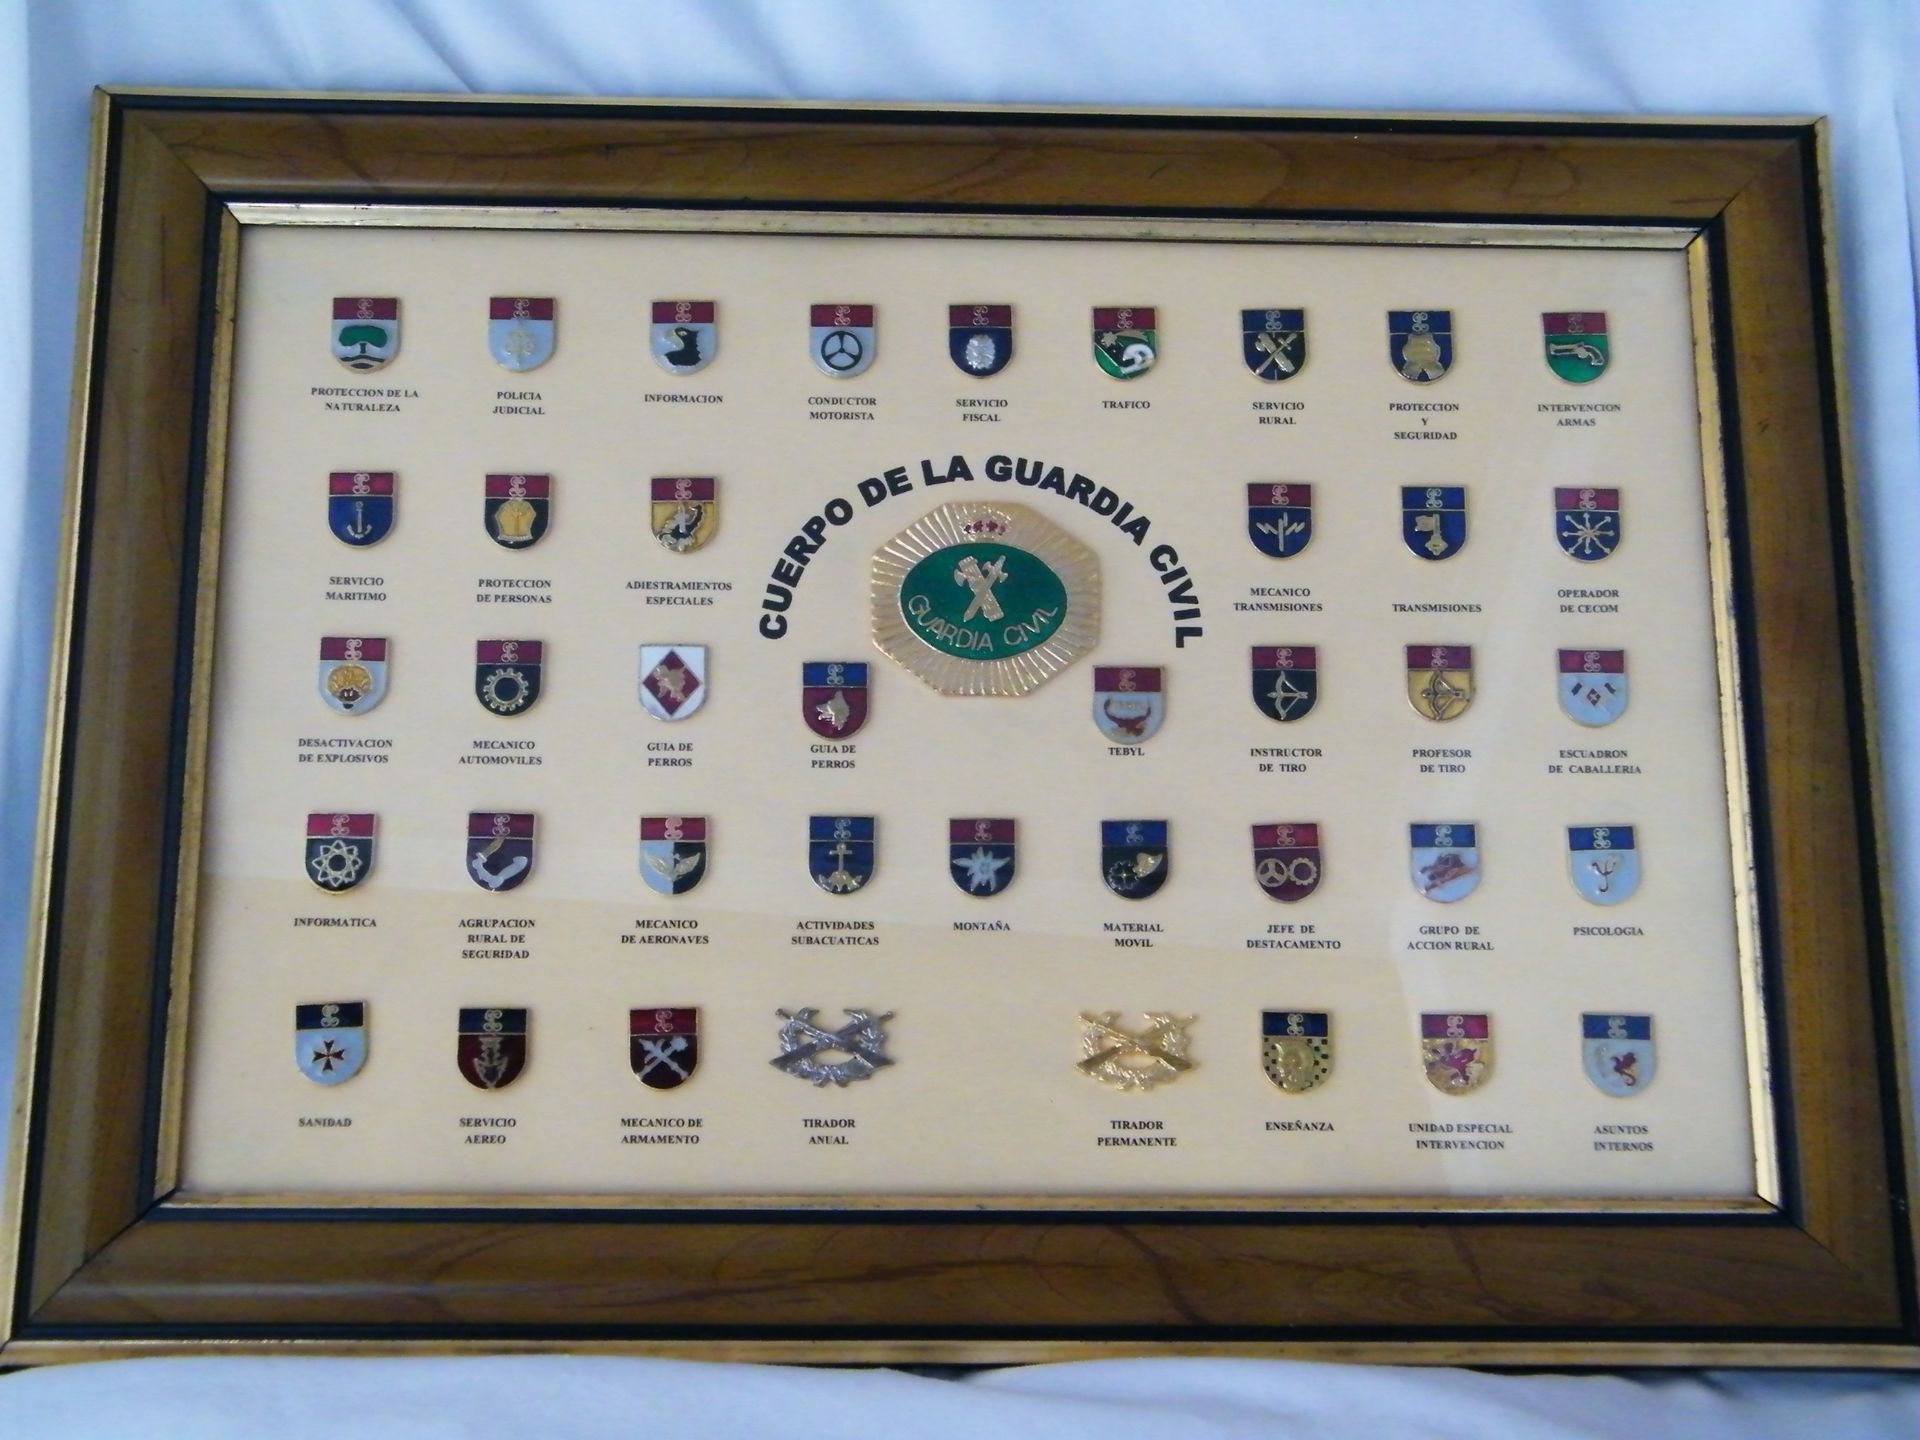 PROTECCION DE LA
NATURALEZA
POLICIA
JUDICIAL
INFORMACION
CONDUCTOR
MOTORISTA
SERVICIO
FISCAL
TRAFICO
SERVICIO
RURAL
PROTECCION
Y
SEGURIDAD
INTERVENCION
ARMAS
CUERPO DE LA GUARDIA CIVIL
GUARDIA CIVIL
SERVICIO
MARITIMO
PROTECCION
DE PERSONAS
ADIESTRAMIENTOS
ESPECIALES
MECANICO
TRANSMISIONES
TRANSMISIONES
OPERADOR
DE CECOM
DESACTIVACION
DE EXPLOSIVOS
MECANICO
AUTOMOVILES
GUIA DE
PERROS
GUIA DE
PERROS
TEBYL
INSTRUCTOR
DE TIRO
PROFESOR
DE TIRO
ESCUADRON
DE CABALLERIA
INFORMATICA
AGRUPACION
RURAL DE
SEGURIDAD
MECANICO
DE AERONAVES
ACTIVIDADES
SUBACUATICAS
MONTAÑA
MATERIAL
MOVIL
JEFE DE
DESTACAMENTO
GRUPO DE
ACCION RURAL
PSICOLOGIA
SANIDAD
SERVICIO
AEREO
MECANICO DE
ARMAMENTO
TIRADOR
ANUAL
TIRADOR
PERMANENTE
ENSEÑANZA
UNIDAD ESPECIAL
INTERVENCION
ASUNTOS
INTERNOS